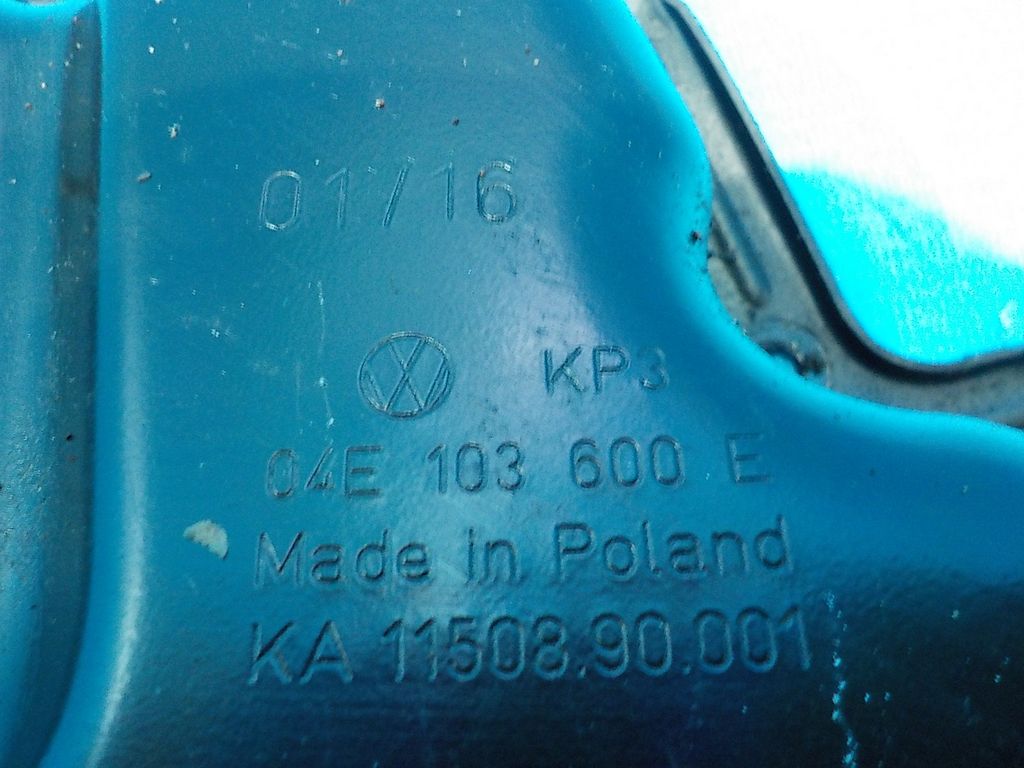 01/16
KP3
04E 103 600 E
Made in Poland
KA 11508.90.001